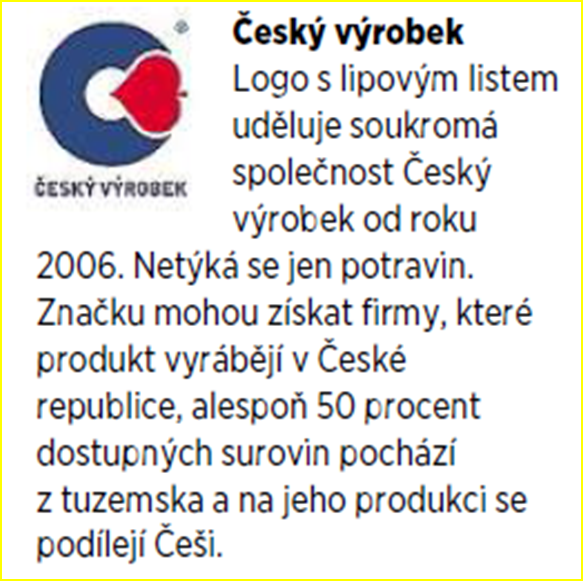 ®
ČESKÝ VÝROBEK
Český výrobek
Logo s lipovým listem
uděluje soukromá
společnost Český
výrobek od roku
2006. Netýká se jen potravin.
Značku mohou získat firmy, které
produkt vyrábějí v České
republice, alespoň 50 procent
dostupných surovin pochází
z tuzemska a na jeho produkci se
podílejí Češi.